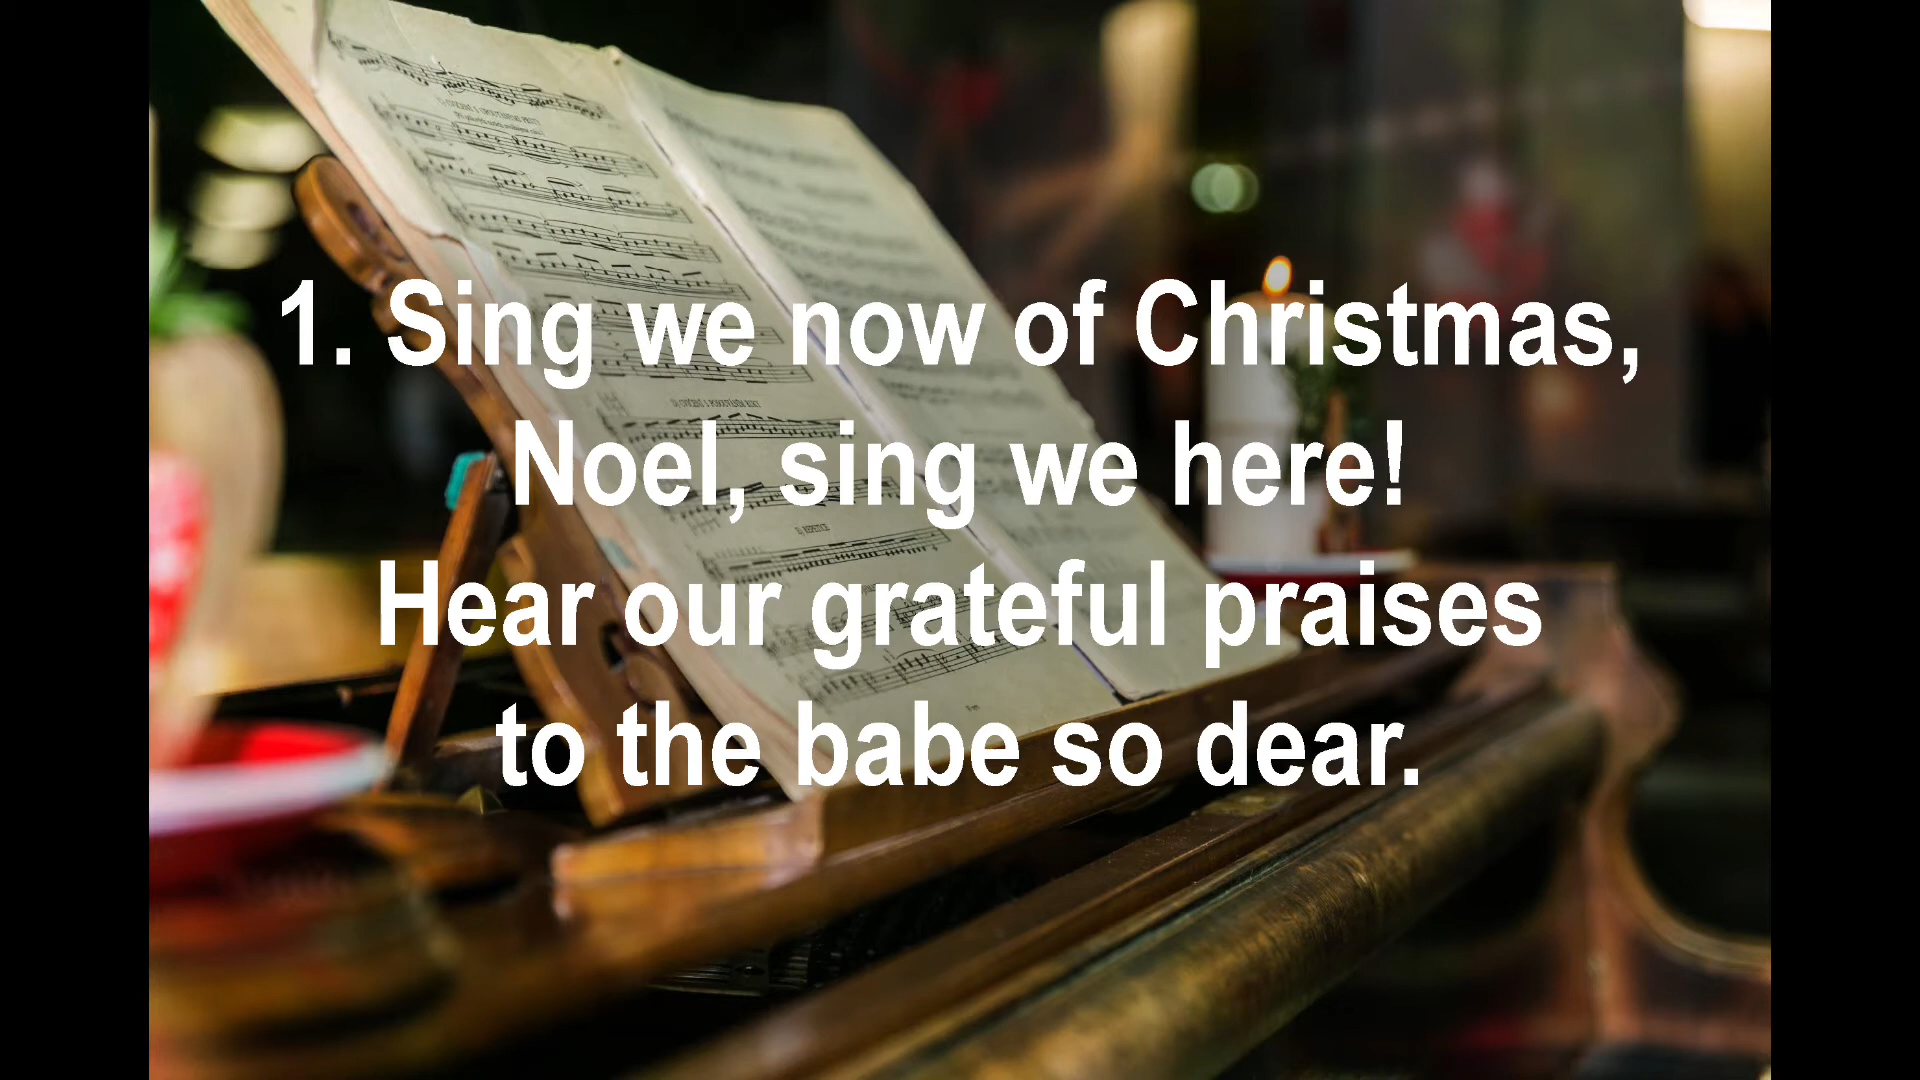 1. Sing we now of Christmas,
Noel, sing we here!
Hear our grateful praises
to the babe so dear.